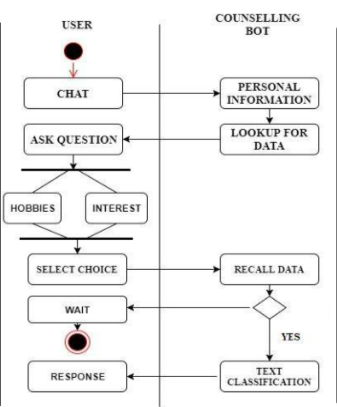 USER
COUNSELLING
BOT
CHAT
PERSONAL
INFORMATION
ASK QUESTION
LOOKUP FOR
DATA
HOBBIES
INTEREST
SELECT CHOICE
RECALL DATA
WAIT
YES
RESPONSE
TEXT
CLASSIFICATION